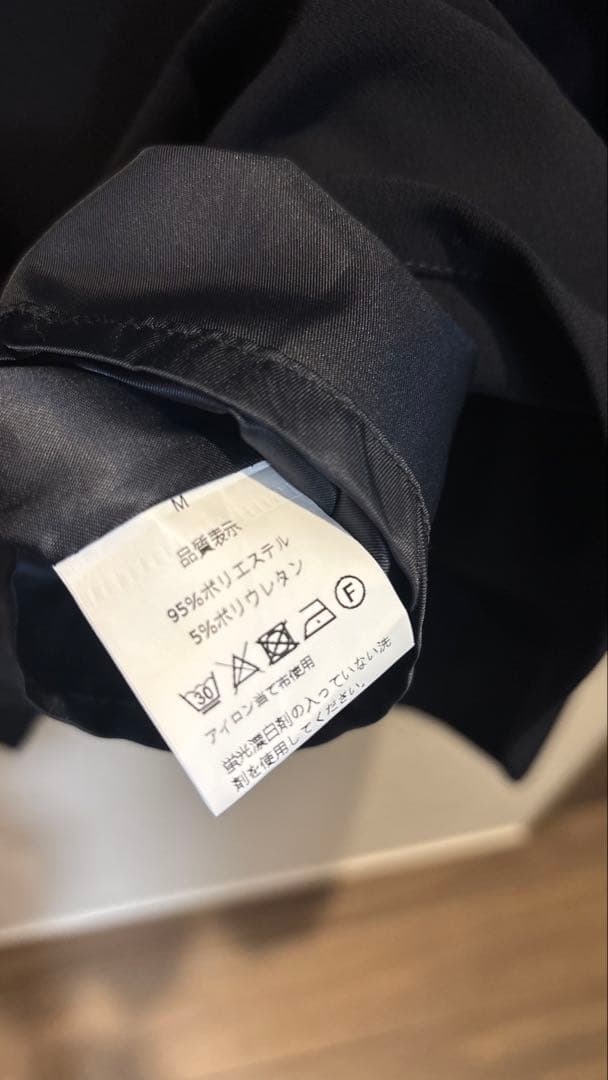 M
品質表示
95%ポリエステル
5%ポリウレタン
30 F
アイロン当て布使用
蛍光漂白剤の入っていない洗
剤を使用してください。